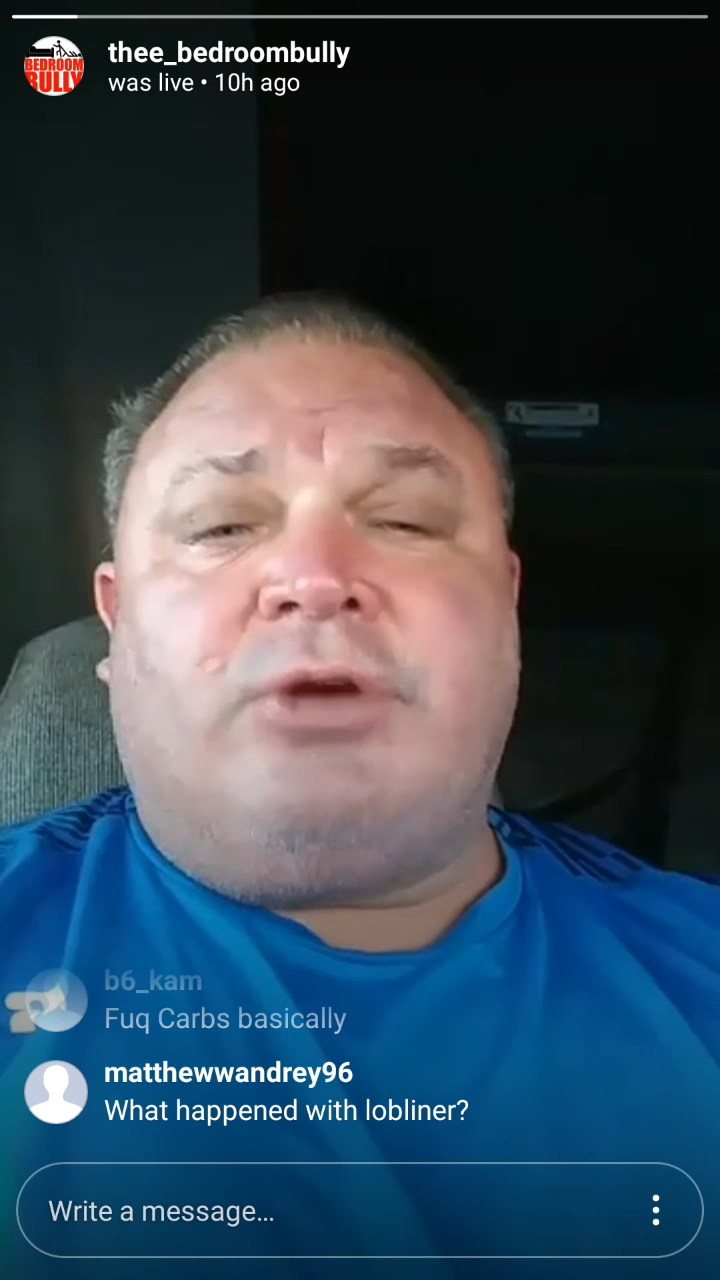 BEDROOM
BULLY
thee_bedroombully
was live • 10h ago
b6_kam
Fuq Carbs basically
matthewwandrey96
What happened with lobliner?
Write a message...